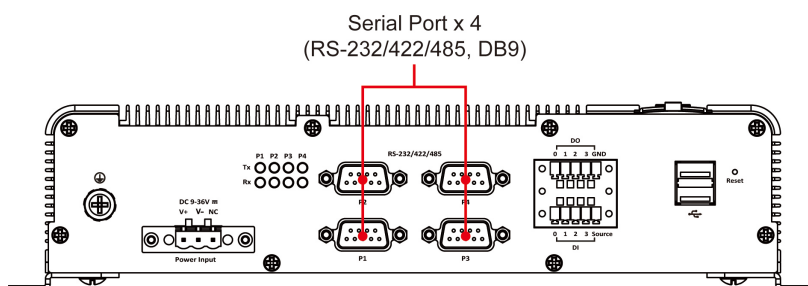 Serial Port x 4
(RS-232/422/485, DB9)
P1 P2 P3 P4
Tx
Rx
RS-232/422/485
DO
0 1 2 3 GND
Reset
DC 9-36V
V+ V- NC
P2
P4
Power Input
P1
P3
0 1 2 3 Source
DI